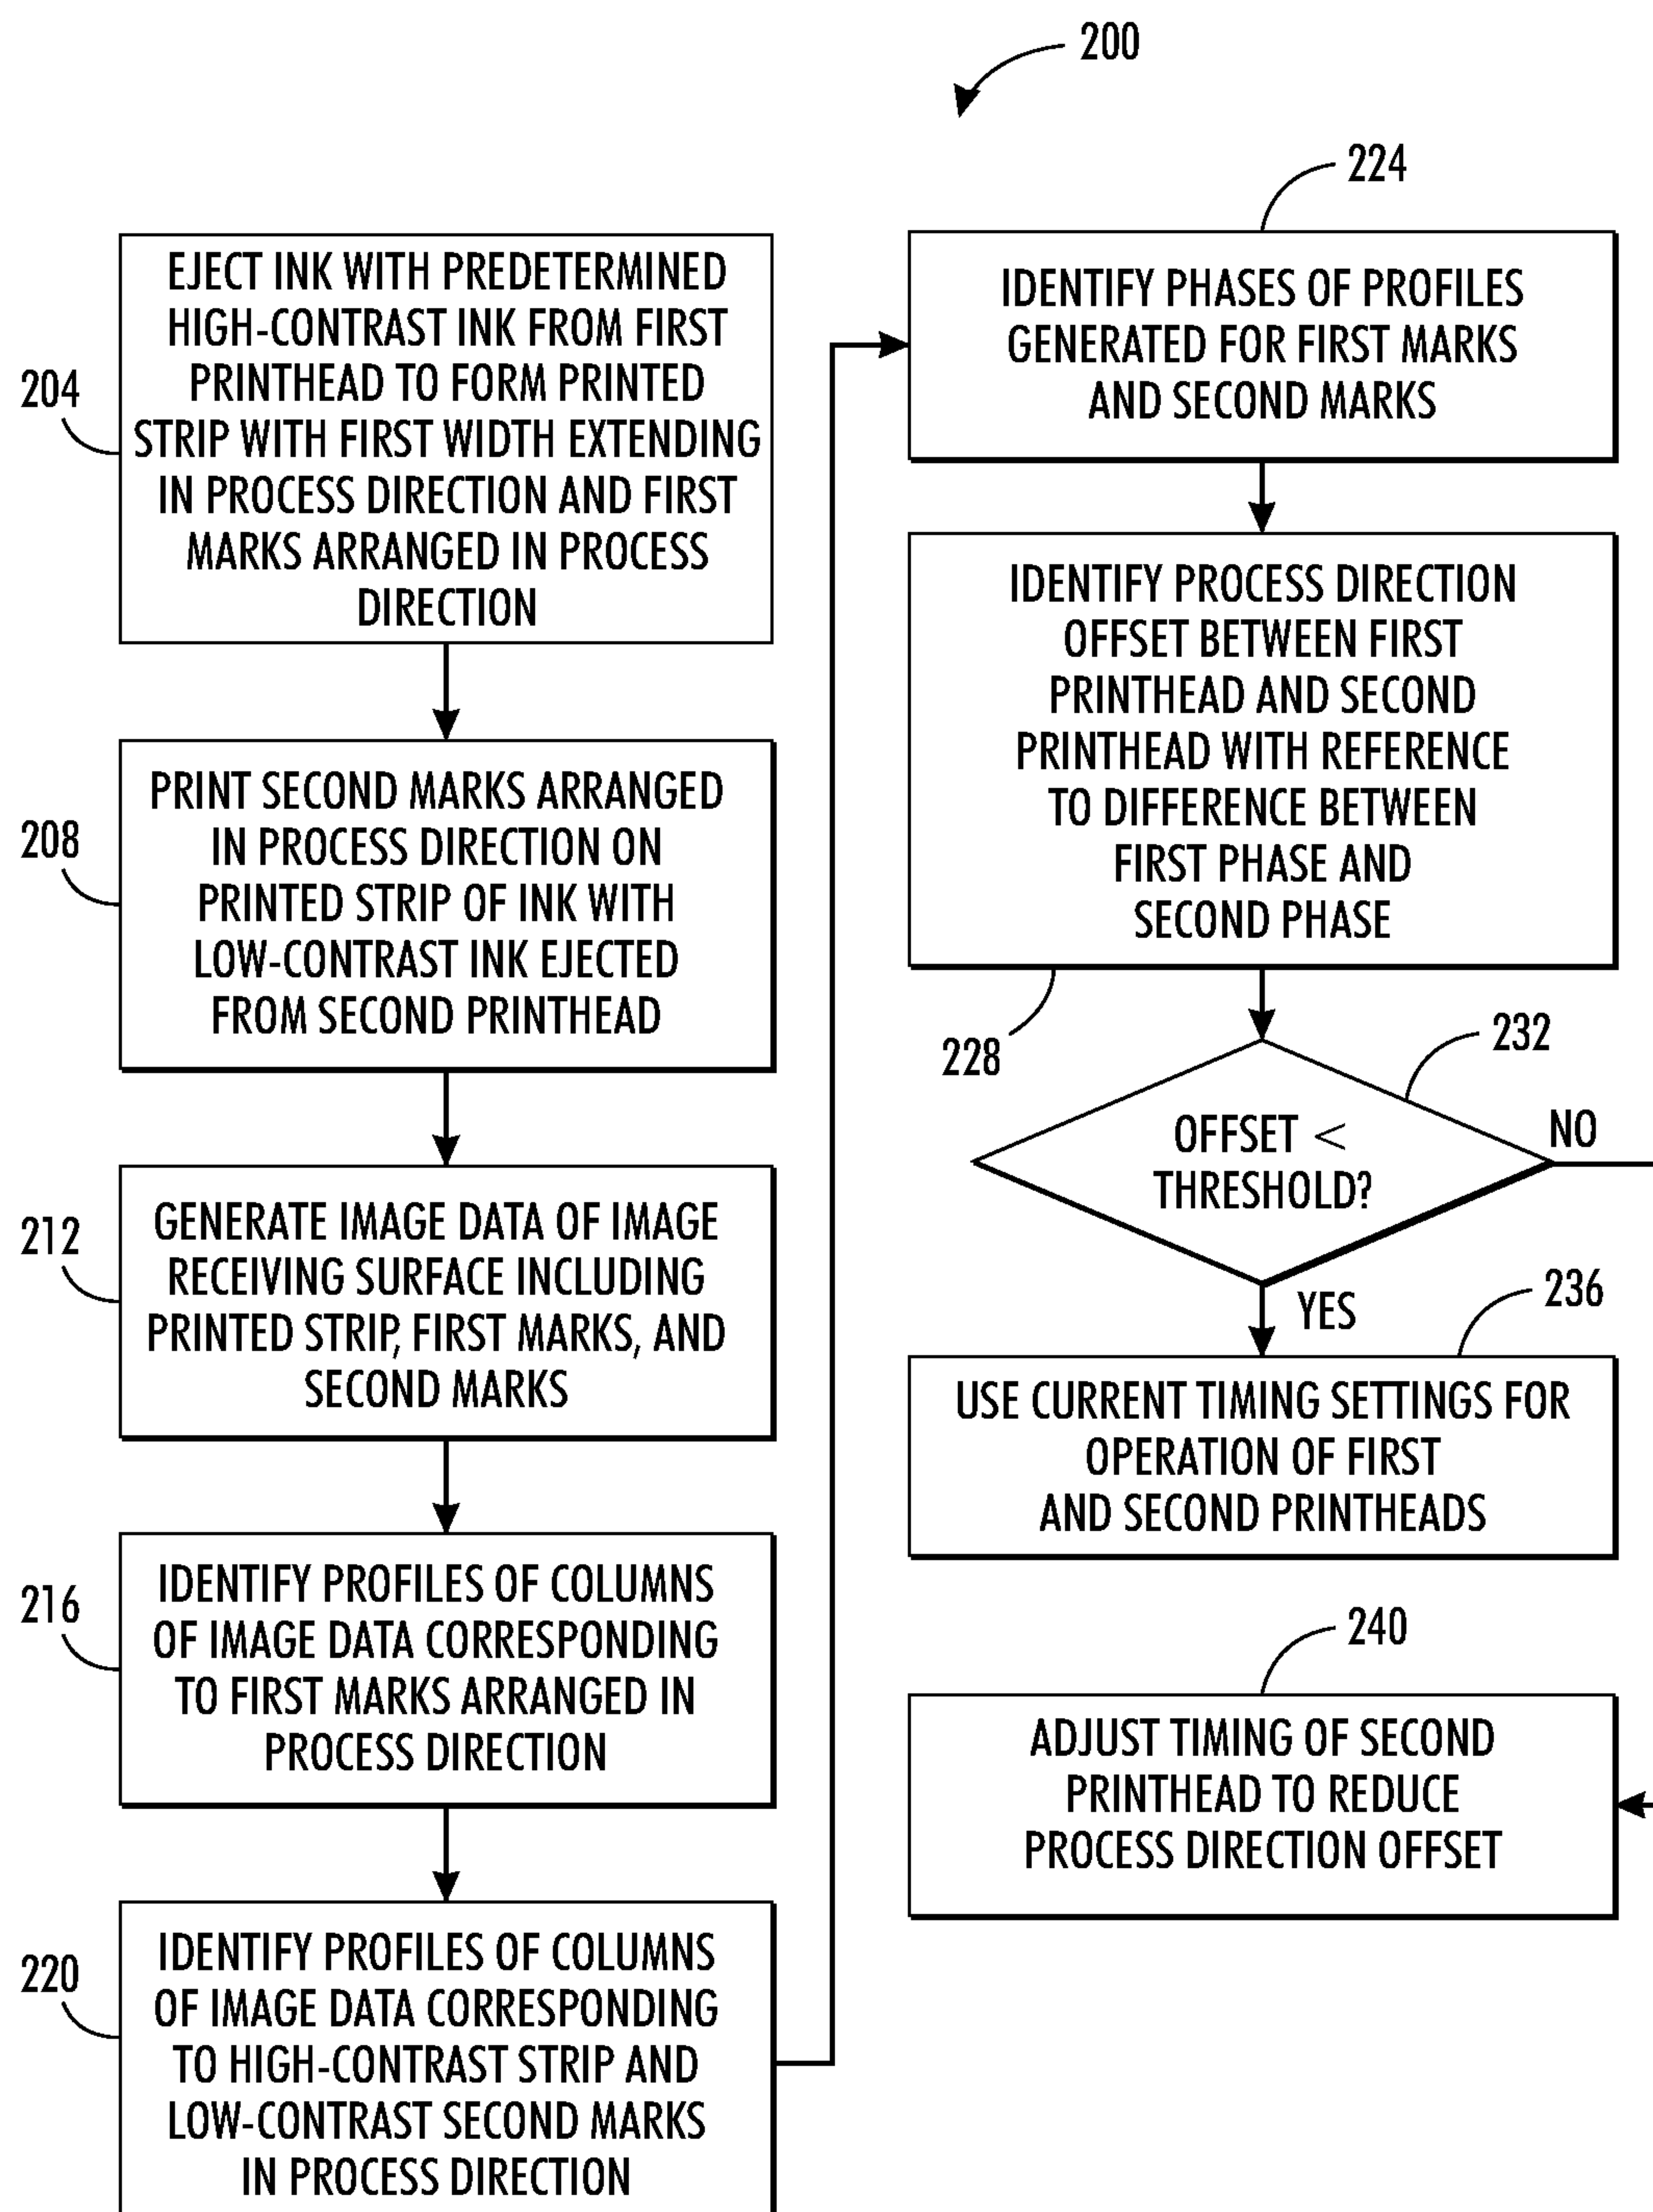 200
204
EJECT INK WITH PREDETERMINED
HIGH-CONTRAST INK FROM FIRST
PRINTHEAD TO FORM PRINTED
STRIP WITH FIRST WIDTH EXTENDING
IN PROCESS DIRECTION AND FIRST
MARKS ARRANGED IN PROCESS
DIRECTION
208
PRINT SECOND MARKS ARRANGED
IN PROCESS DIRECTION ON
PRINTED STRIP OF INK WITH
LOW-CONTRAST INK EJECTED
FROM SECOND PRINTHEAD
212
GENERATE IMAGE DATA OF IMAGE
RECEIVING SURFACE INCLUDING
PRINTED STRIP, FIRST MARKS, AND
SECOND MARKS
216
IDENTIFY PROFILES OF COLUMNS
OF IMAGE DATA CORRESPONDING
TO FIRST MARKS ARRANGED IN
PROCESS DIRECTION
220
IDENTIFY PROFILES OF COLUMNS
OF IMAGE DATA CORRESPONDING
TO HIGH-CONTRAST STRIP AND
LOW-CONTRAST SECOND MARKS
IN PROCESS DIRECTION
224
IDENTIFY PHASES OF PROFILES
GENERATED FOR FIRST MARKS
AND SECOND MARKS
IDENTIFY PROCESS DIRECTION
OFFSET BETWEEN FIRST
PRINTHEAD AND SECOND
PRINTHEAD WITH REFERENCE
TO DIFFERENCE BETWEEN
FIRST PHASE AND
SECOND PHASE
228
232
OFFSET <
THRESHOLD?
NO
YES
236
USE CURRENT TIMING SETTINGS FOR
OPERATION OF FIRST
AND SECOND PRINTHEADS
240
ADJUST TIMING OF SECOND
PRINTHEAD TO REDUCE
PROCESS DIRECTION OFFSET